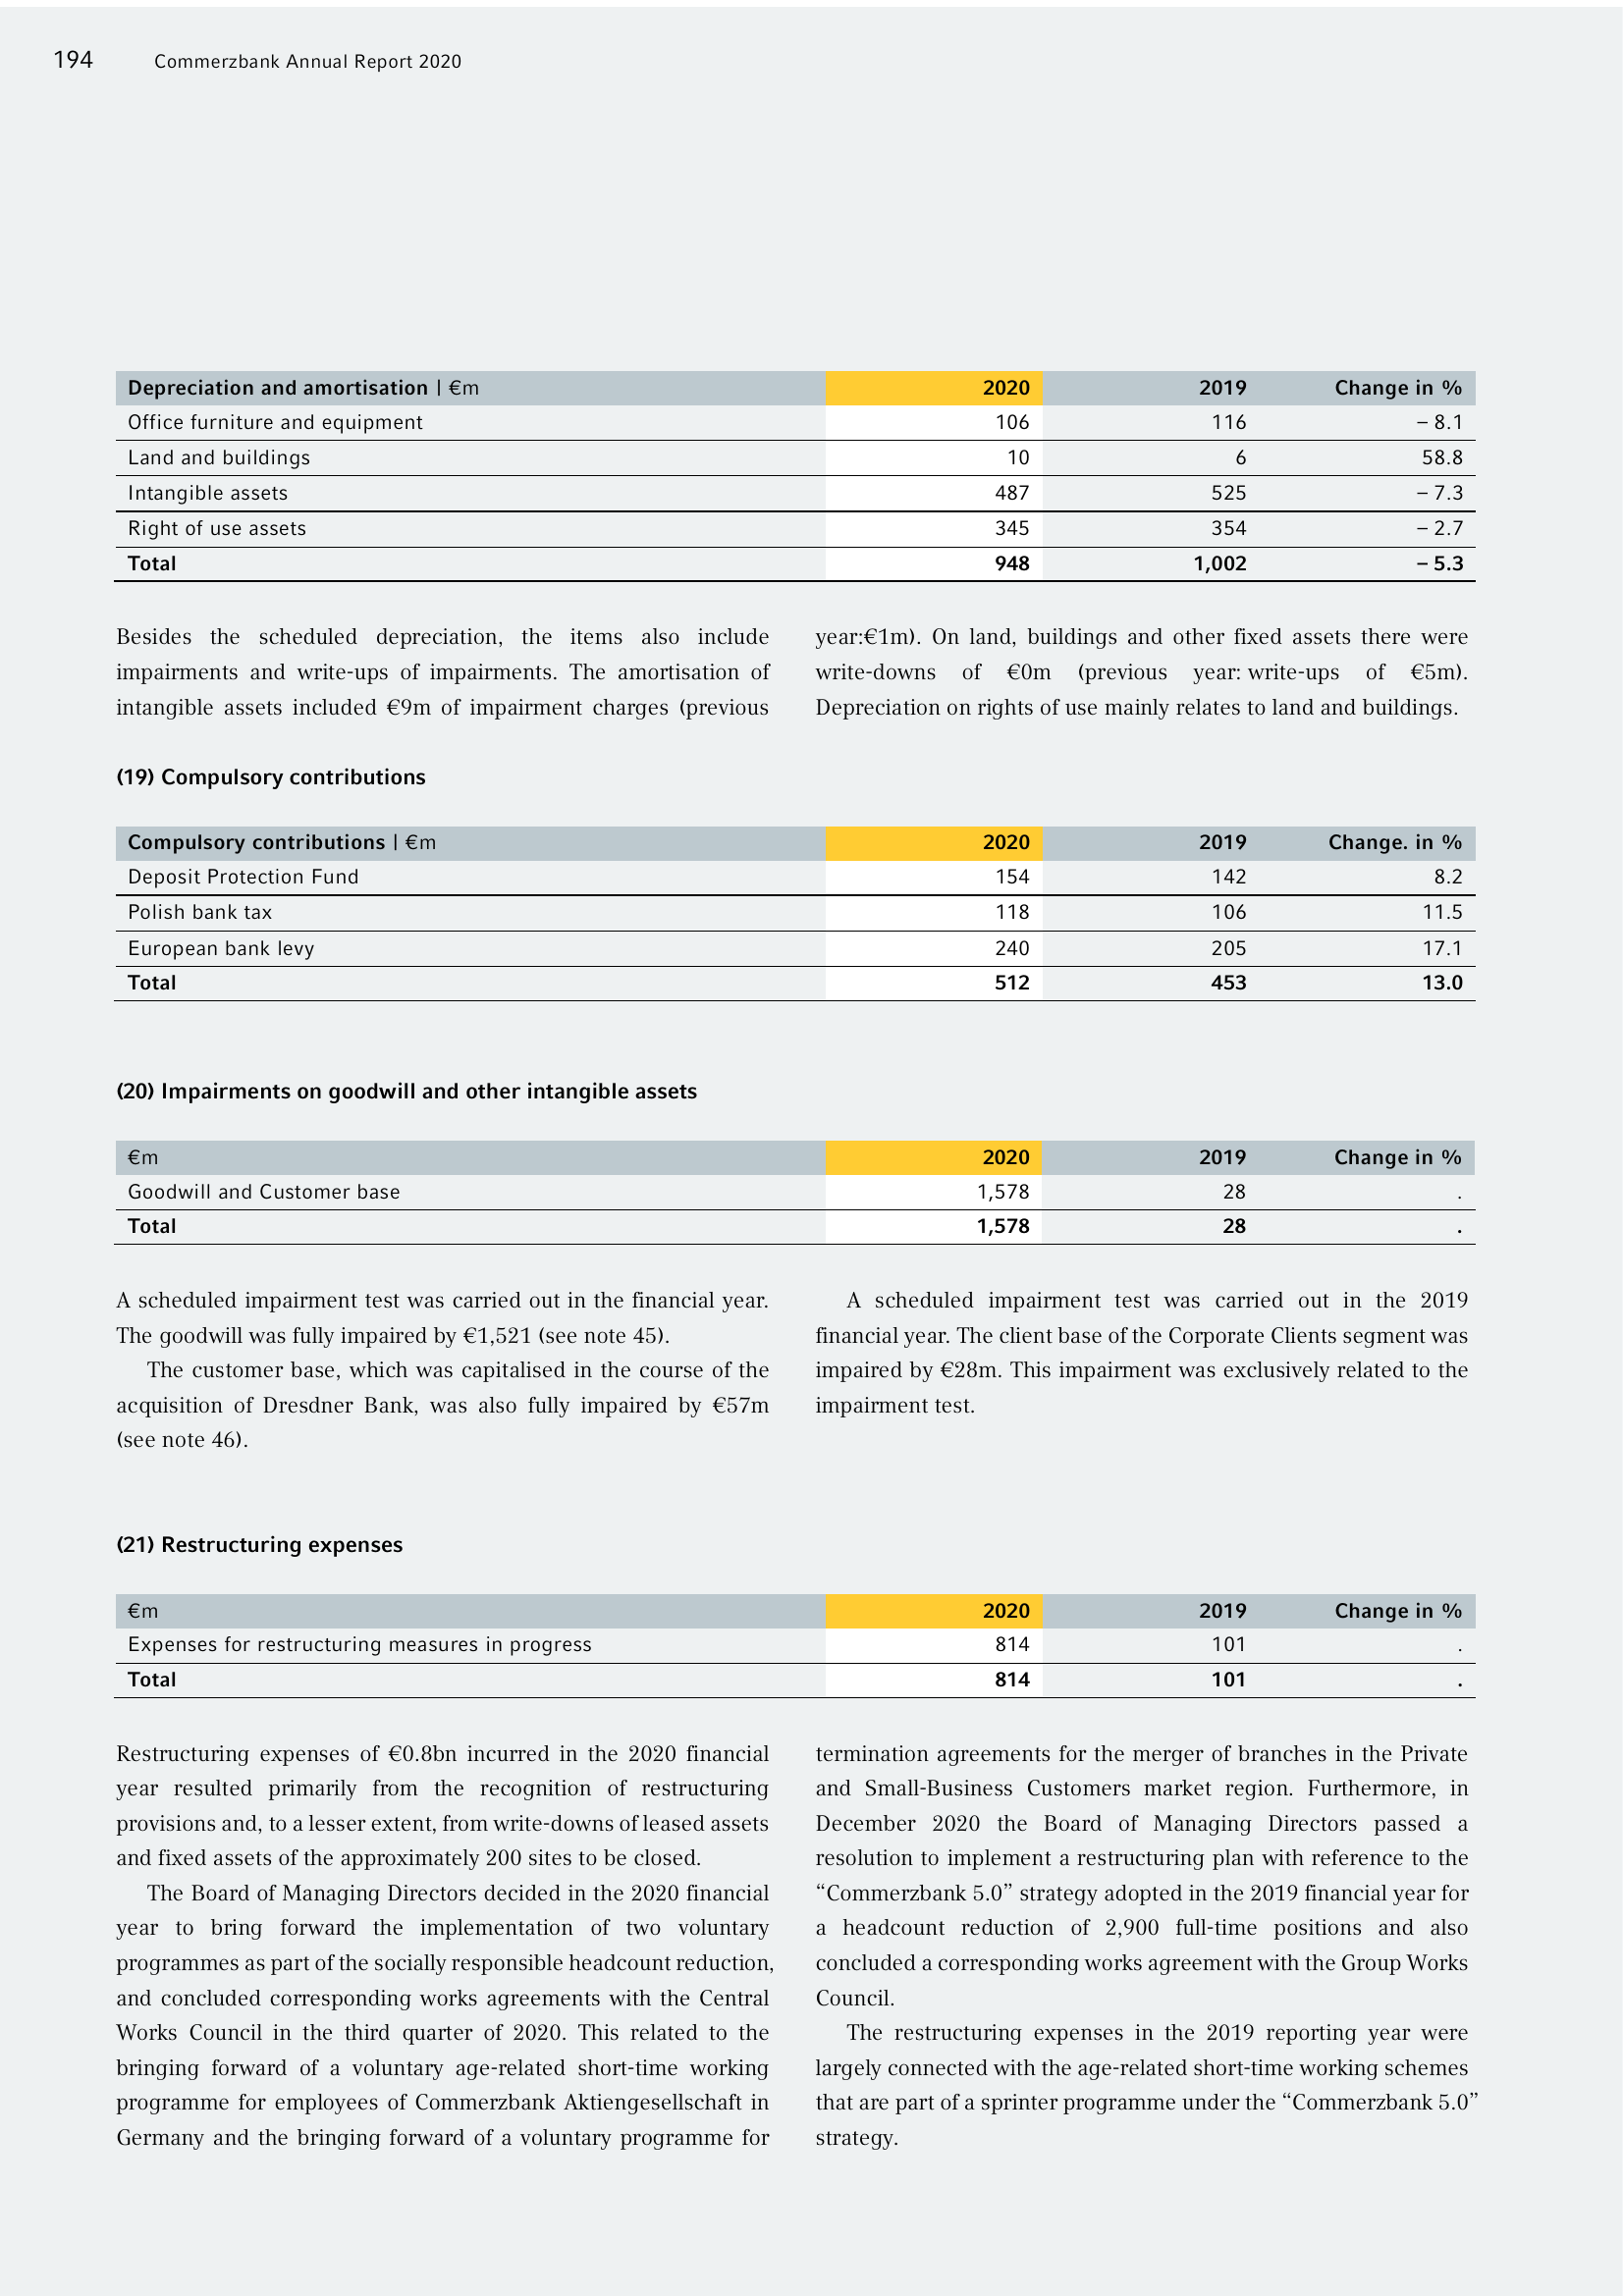 194 Commerzbank Annual Report 2020
Depreciation and amortisation | €m 2020 2019 Change in %
Office furniture and equipment 106 116 – 8.1
Land and buildings 10 6 58.8
Intangible assets 487 525 – 7.3
Right of use assets 345 354 – 2.7
Total 948 1,002 – 5.3
Besides the scheduled depreciation, the items also include
impairments and write-ups of impairments. The amortisation of
intangible assets included €9m of impairment charges (previous
year:€1m). On land, buildings and other fixed assets there were
write-downs of €0m (previous year: write-ups of €5m).
Depreciation on rights of use mainly relates to land and buildings.
(19) Compulsory contributions
Compulsory contributions | €m 2020 2019 Change. in %
Deposit Protection Fund 154 142 8.2
Polish bank tax 118 106 11.5
European bank levy 240 205 17.1
Total 512 453 13.0
(20) Impairments on goodwill and other intangible assets
€m 2020 2019 Change in %
Goodwill and Customer base 1,578 28 .
Total 1,578 28 .
A scheduled impairment test was carried out in the financial year.
The goodwill was fully impaired by €1,521 (see note 45).
The customer base, which was capitalised in the course of the
acquisition of Dresdner Bank, was also fully impaired by €57m
(see note 46).
A scheduled impairment test was carried out in the 2019
financial year. The client base of the Corporate Clients segment was
impaired by €28m. This impairment was exclusively related to the
impairment test.
(21) Restructuring expenses
€m 2020 2019 Change in %
Expenses for restructuring measures in progress 814 101 .
Total 814 101 .
Restructuring expenses of €0.8bn incurred in the 2020 financial
year resulted primarily from the recognition of restructuring
provisions and, to a lesser extent, from write-downs of leased assets
and fixed assets of the approximately 200 sites to be closed.
The Board of Managing Directors decided in the 2020 financial
year to bring forward the implementation of two voluntary
programmes as part of the socially responsible headcount reduction,
and concluded corresponding works agreements with the Central
Works Council in the third quarter of 2020. This related to the
bringing forward of a voluntary age-related short-time working
programme for employees of Commerzbank Aktiengesellschaft in
Germany and the bringing forward of a voluntary programme for
termination agreements for the merger of branches in the Private
and Small-Business Customers market region. Furthermore, in
December 2020 the Board of Managing Directors passed a
resolution to implement a restructuring plan with reference to the
“Commerzbank 5.0” strategy adopted in the 2019 financial year for
a headcount reduction of 2,900 full-time positions and also
concluded a corresponding works agreement with the Group Works
Council.
The restructuring expenses in the 2019 reporting year were
largely connected with the age-related short-time working schemes
that are part of a sprinter programme under the “Commerzbank 5.0”
strategy.